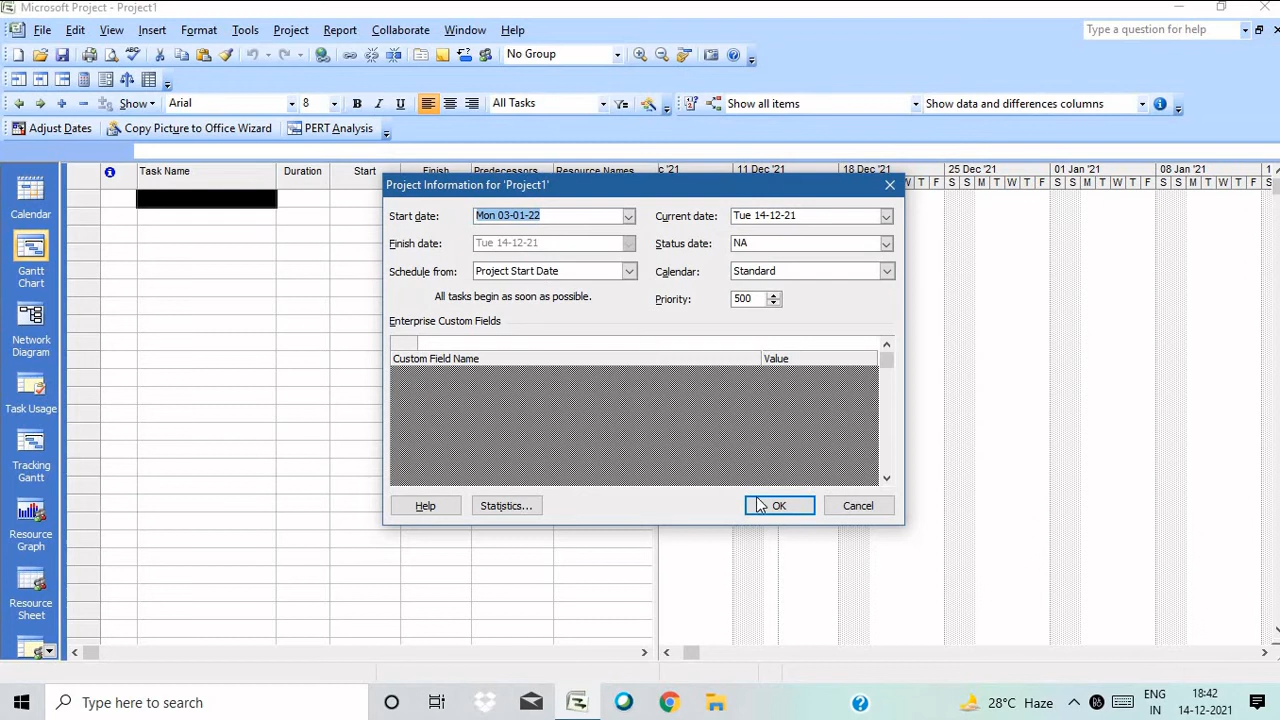 Microsoft Project - Project1
File Edit View Insert Format Tools Project Report Collaborate Window Help
Type a question for help
No Group
Show Arial 8 B I U All Tasks Show all items Show data and differences columns
Adjust Dates Copy Picture to Office Wizard PERT Analysis
Task Name Duration Start Finish Predecessors Resource Names
c '21 11 Dec '21 18 Dec '21 25 Dec '21 01 Jan '22 08 Jan '22 1
W T F S S M T W T F S S M T W T F S S M T W T F
Calendar
Gantt
Chart
Network
Diagram
Task Usage
Tracking
Gantt
Resource
Graph
Resource
Sheet
Project Information for 'Project1'
Start date: Mon 03-01-22 Current date: Tue 14-12-21
Finish date: Tue 14-12-21 Status date: NA
Schedule from: Project Start Date Calendar: Standard
All tasks begin as soon as possible. Priority: 500
Enterprise Custom Fields
Custom Field Name Value
Help Statistics... OK Cancel
Type here to search
28°C Haze
ENG
IN
18:42
14-12-2021